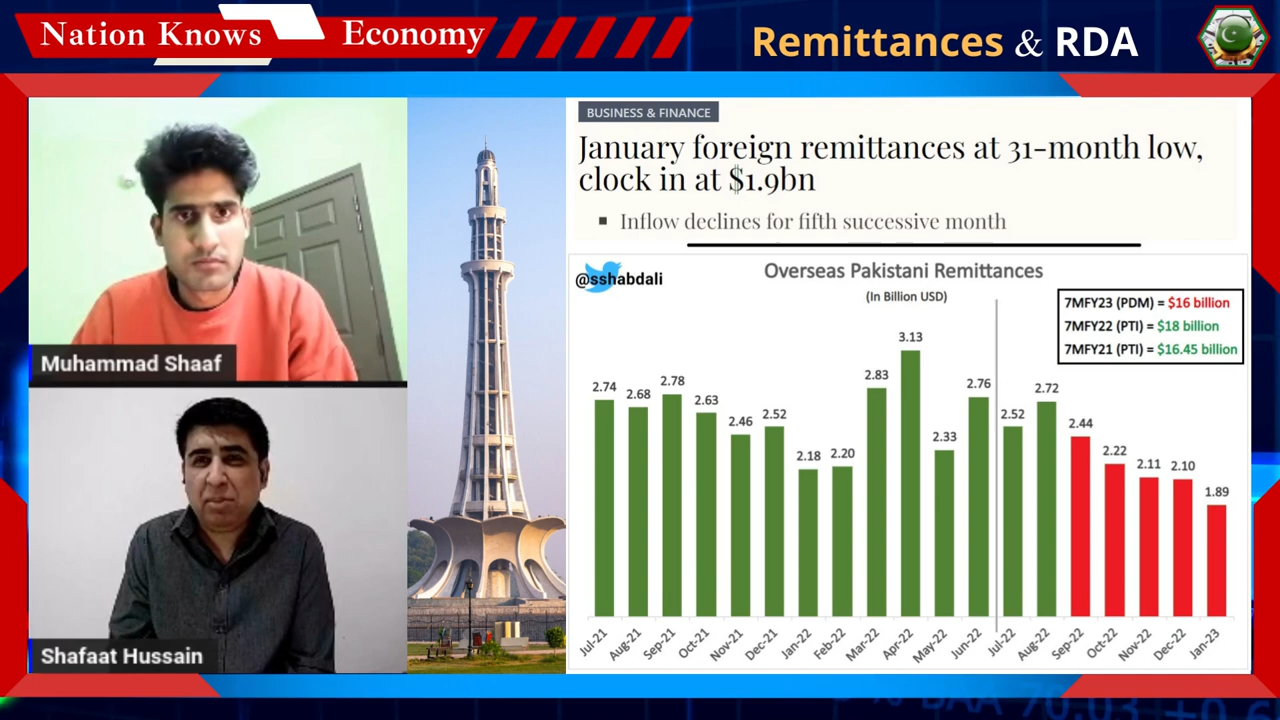 Nation Knows
Economy
Remittances & RDA
BUSINESS & FINANCE
January foreign remittances at 31-month low,
clock in at $1.9bn
Inflow declines for fifth successive month
@sshabdali
Overseas Pakistani Remittances
(In Billion USD)
7MFY23 (PDM) = $16 billion
7MFY22 (PTI) = $18 billion
7MFY21 (PTI) = $16.45 billion
2.74 2.68 2.78 2.63 2.46 2.52 2.18 2.20 2.83 3.13 2.33 2.76 2.52 2.72 2.44 2.22 2.11 2.10 1.89
Jul-21 Aug-21 Sep-21 Oct-21 Nov-21 Dec-21 Jan-22 Feb-22 Mar-22 Apr-22 May-22 Jun-22 Jul-22 Aug-22 Sep-22 Oct-22 Nov-22 Dec-22 Jan-23
Muhammad Shaaf
Shafaat Hussain